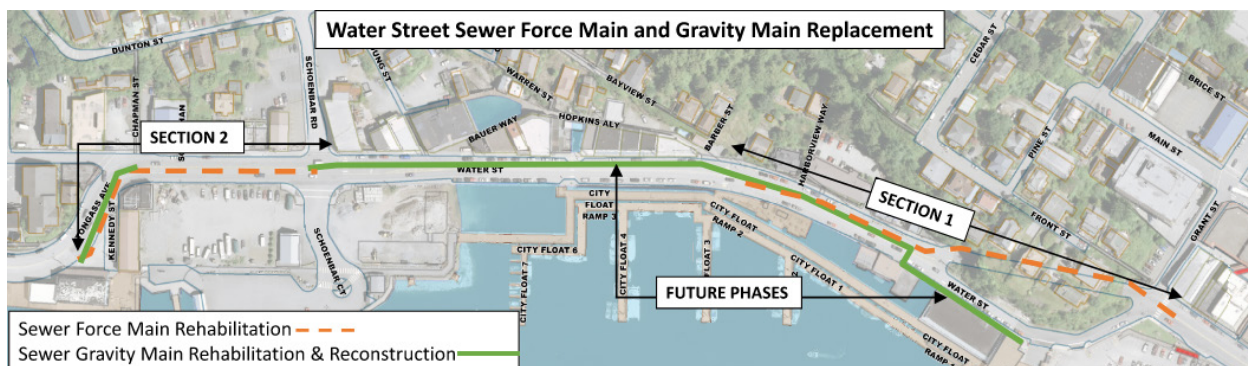 Water Street Sewer Force Main and Gravity Main Replacement
DUNTON ST
CHAPMAN ST
SCHOENBAR RD
WARREN ST
BAYVIEW ST
CEDAR ST
BRICE ST
SECTION 2
BAUER WAY
HOPKINS ALY
BARBER ST
HARBORVIEW WAY
PINE ST
MAIN ST
WATER ST
SECTION 1
KENNEDY ST
SCHOENBAR CT
CITY FLOAT RAMP 3
CITY FLOAT RAMP 2
FRONT ST
GRANT ST
CITY FLOAT 6
CITY FLOAT 7
CITY FLOAT 4
CITY FLOAT 3
CITY FLOAT 1
FUTURE PHASES
WATER ST
CITY FLOAT
Sewer Force Main Rehabilitation
Sewer Gravity Main Rehabilitation & Reconstruction